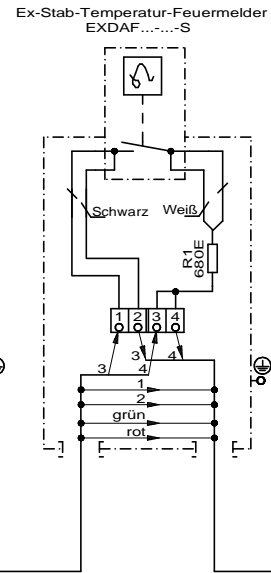 Ex-Stab-Temperatur-Feuermelder
EXDAF...-...-S
Schwarz
Weiß
R1
680E
1 2 3 4
3 4
3 4
1
2
grün
rot